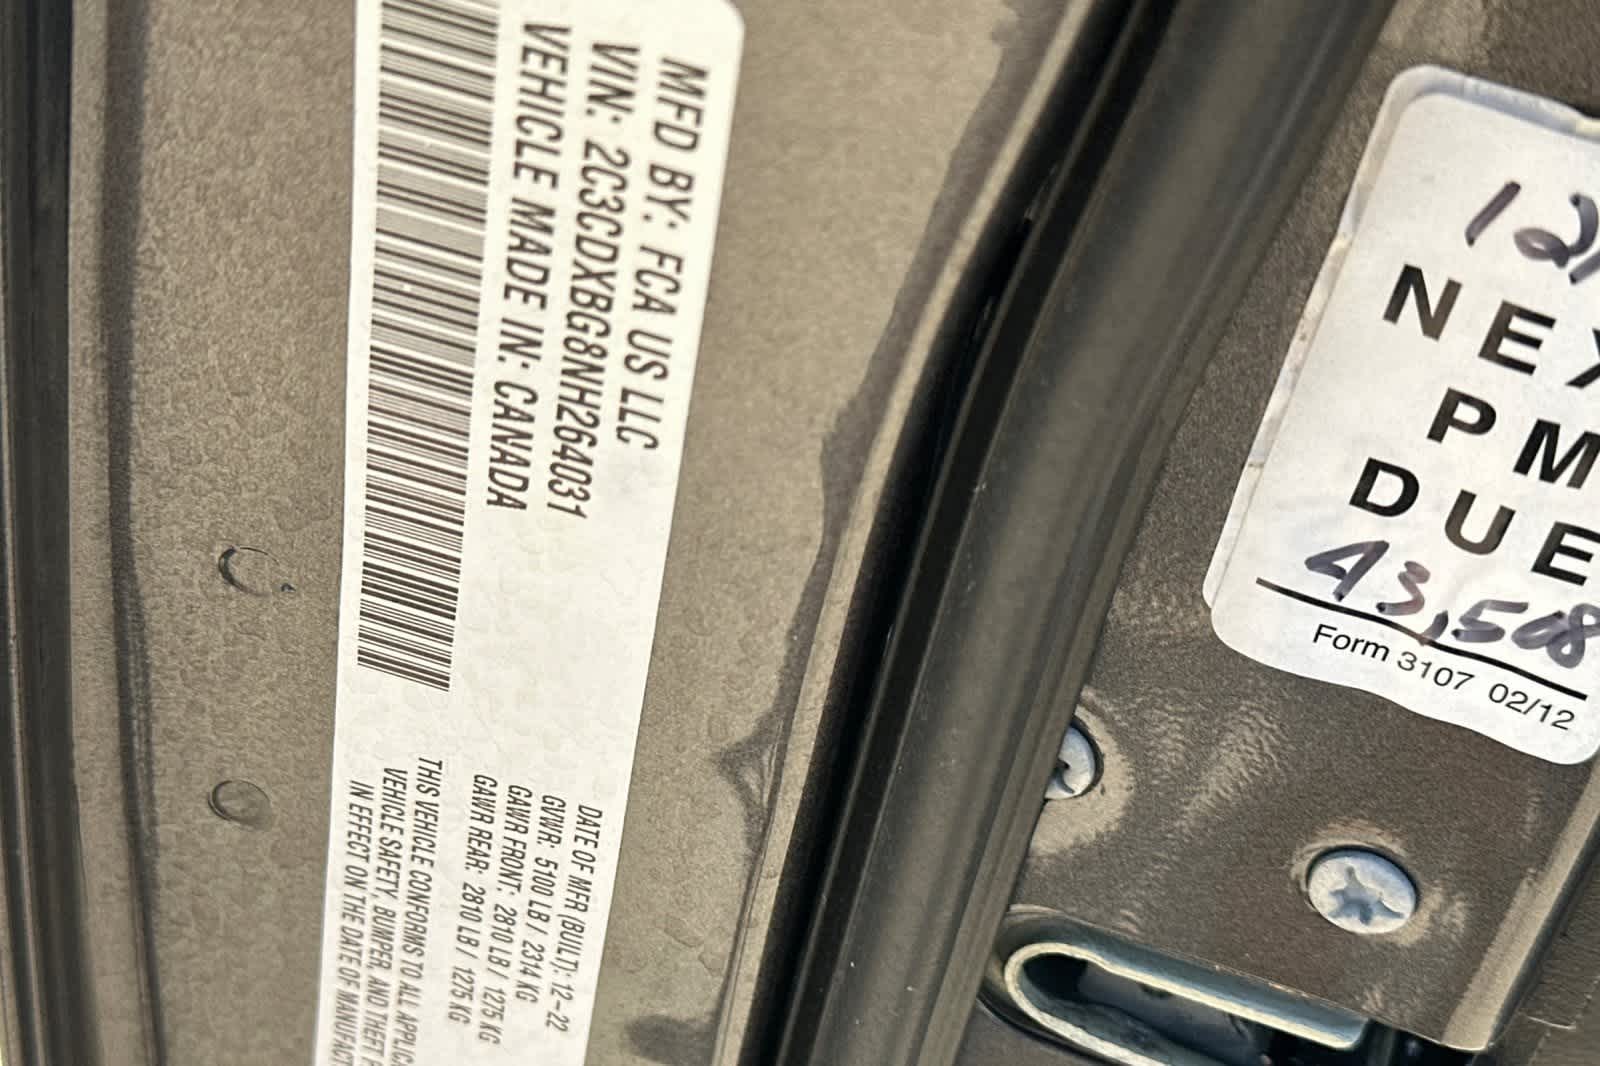 MFD BY: FCA US LLC
VIN: 2C3CDXBG8NH264031
VEHICLE MADE IN: CANADA
DATE OF MFR (BUILT): 12-22
GVWR: 5100 LB / 2314 KG
GAWR FRONT: 2810 LB / 1275 KG
GAWR REAR: 2810 LB / 1275 KG
THIS VEHICLE CONFORMS TO ALL APPLICA
VEHICLE SAFETY, BUMPER, AND THEFT
IN EFFECT ON THE DATE OF MANUFACT
12
NEX
PM
DUE
43,508
Form 3107 02/12